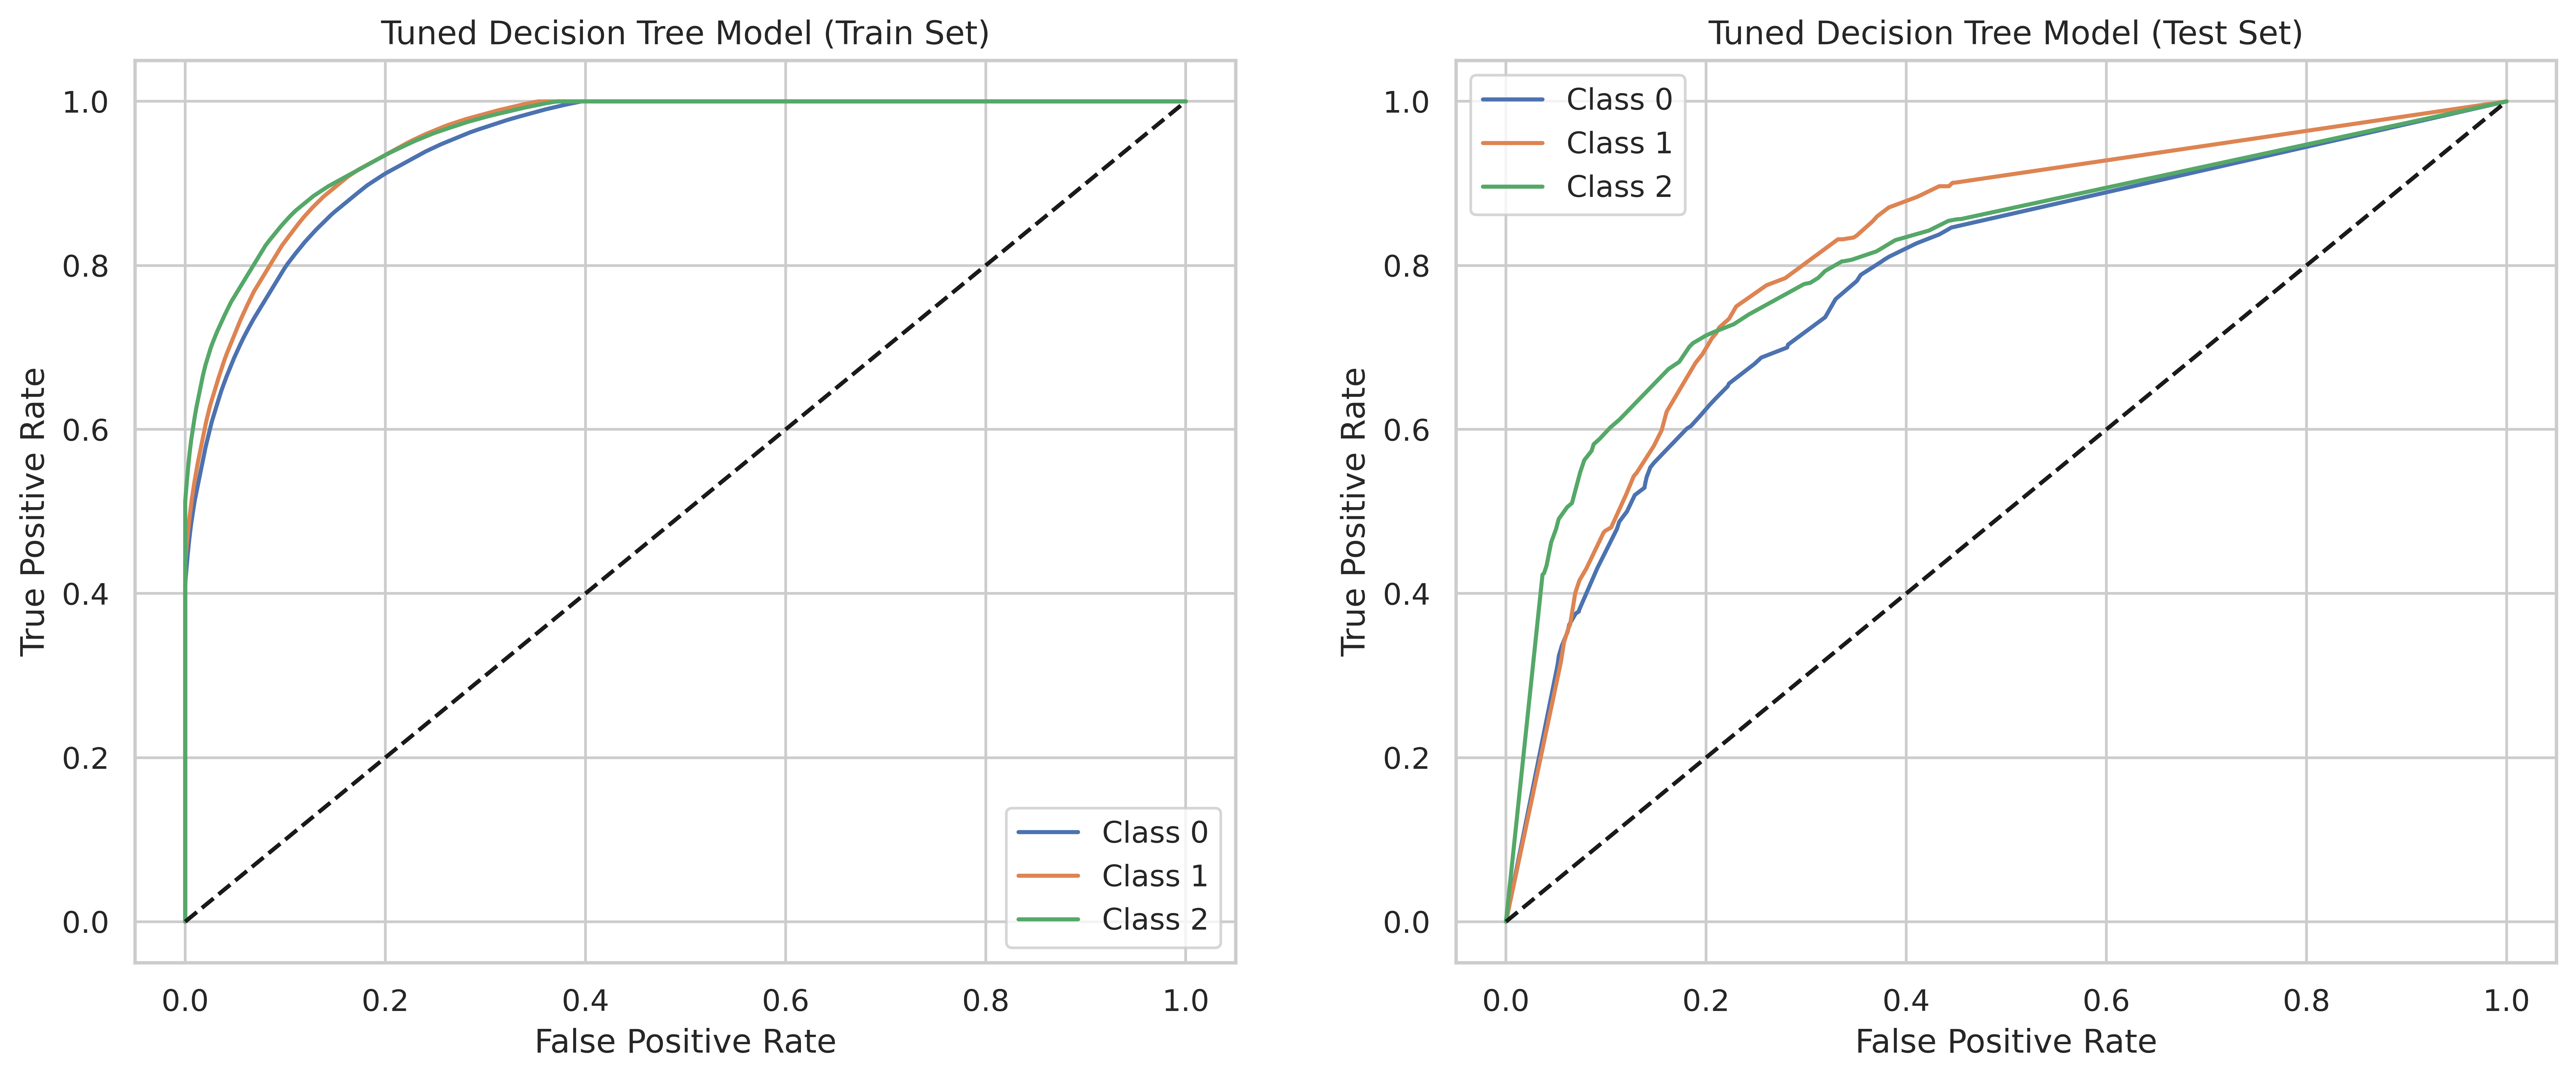 Tuned Decision Tree Model (Train Set)
1.0
0.8
0.6
0.4
0.2
0.0
True Positive Rate
0.0 0.2 0.4 0.6 0.8 1.0
False Positive Rate
Class 0
Class 1
Class 2
Tuned Decision Tree Model (Test Set)
Class 0
Class 1
Class 2
1.0
0.8
0.6
0.4
0.2
0.0
True Positive Rate
0.0 0.2 0.4 0.6 0.8 1.0
False Positive Rate